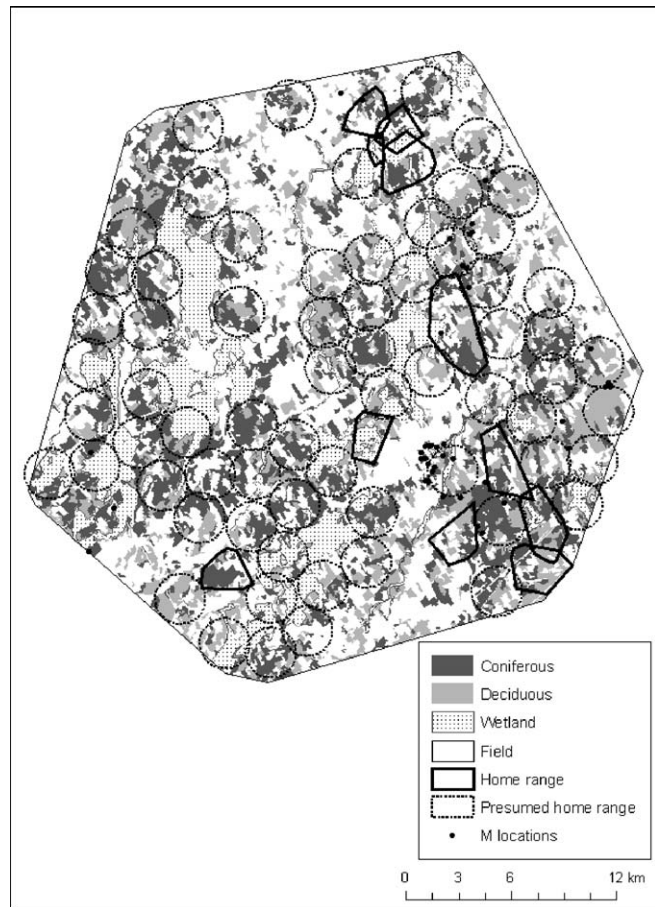 Coniferous
Deciduous
Wetland
Field
Home range
Presumed home range
M locations
0 3 6 12 km